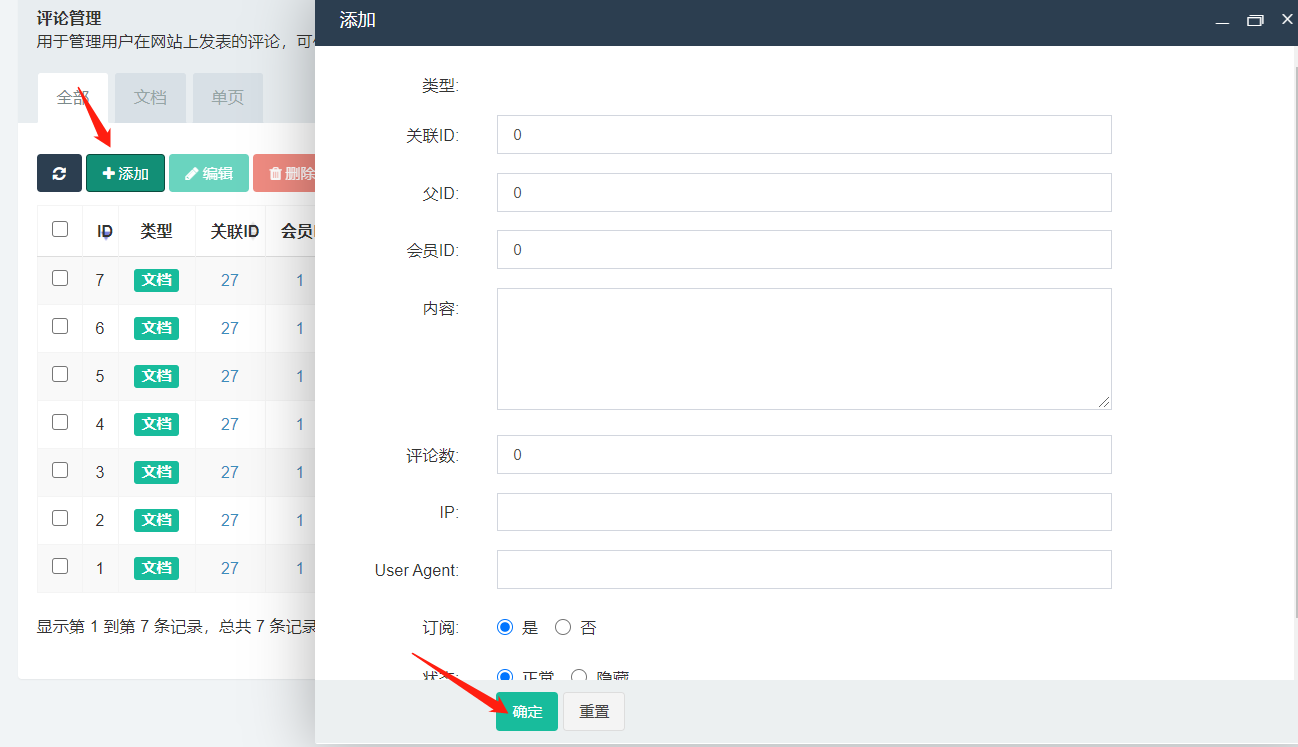 评论管理
用于管理用户在网站上发表的评论，可
全部 文档 单页
添加 编辑 删除
ID 类型 关联ID 会员
7 文档 27 1
6 文档 27 1
5 文档 27 1
4 文档 27 1
3 文档 27 1
2 文档 27 1
1 文档 27 1
显示第 1 到第 7 条记录，总共 7 条记录
添加
类型:
关联ID: 0
父ID: 0
会员ID: 0
内容:
评论数: 0
IP:
User Agent:
订阅: 是 否
状态: 正常 隐藏
确定 重置